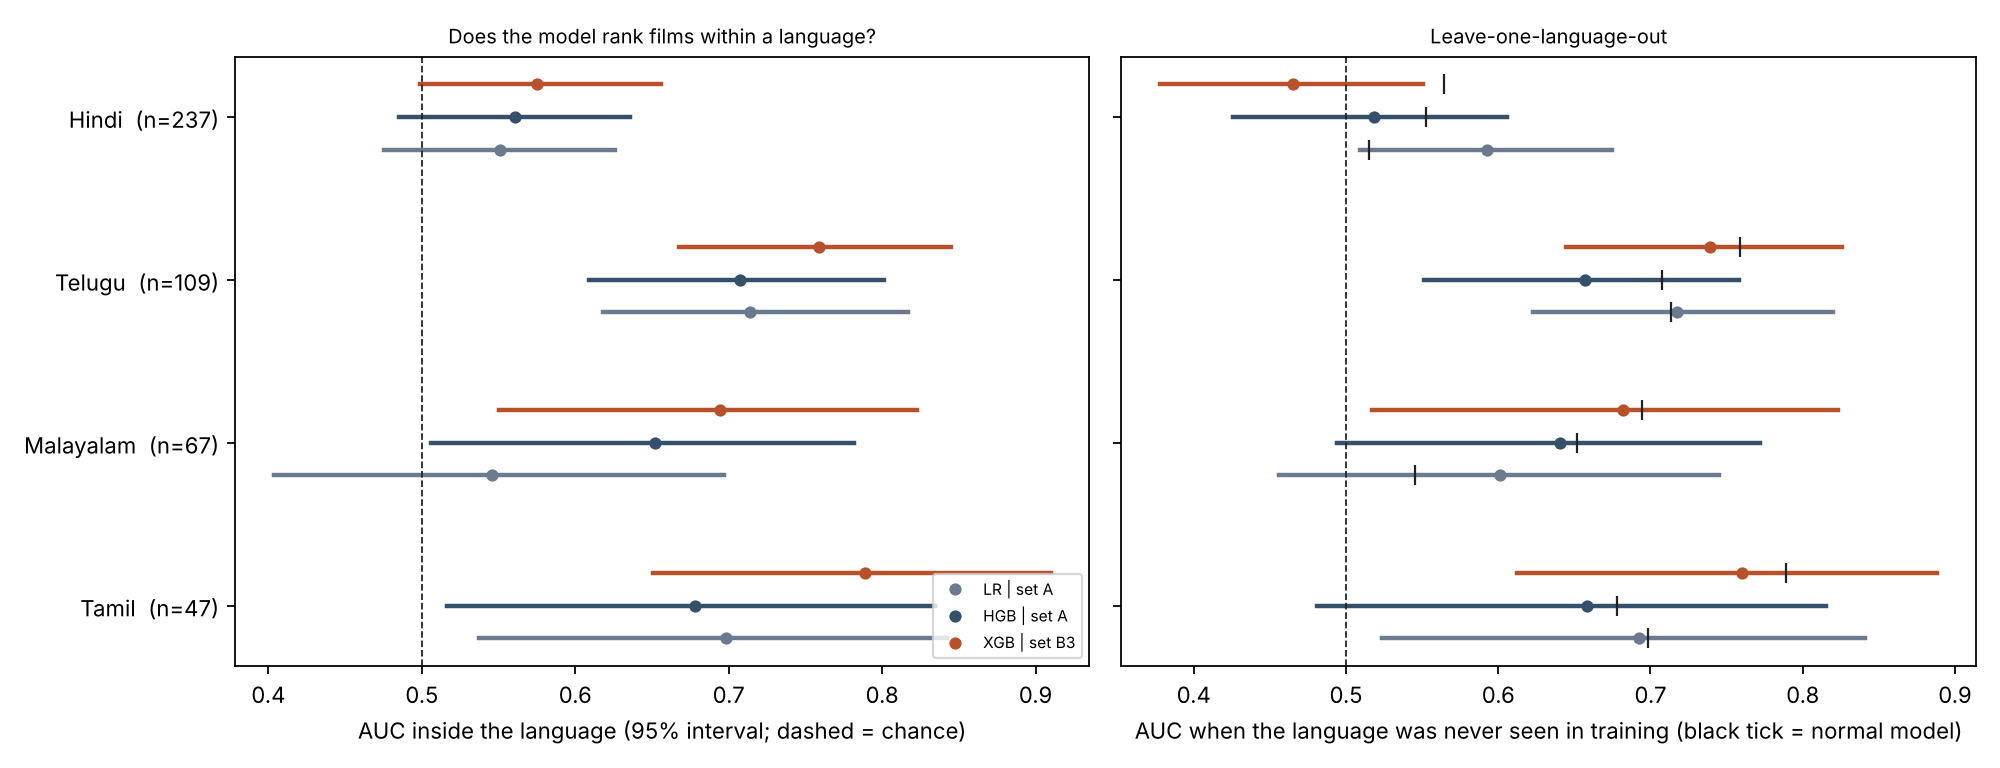 Does the model rank films within a language?
Hindi (n=237)
Telugu (n=109)
Malayalam (n=67)
Tamil (n=47)
LR | set A
HGB | set A
XGB | set B3
0.4 0.5 0.6 0.7 0.8 0.9
AUC inside the language (95% interval; dashed = chance)
Leave-one-language-out
0.4 0.5 0.6 0.7 0.8 0.9
AUC when the language was never seen in training (black tick = normal model)